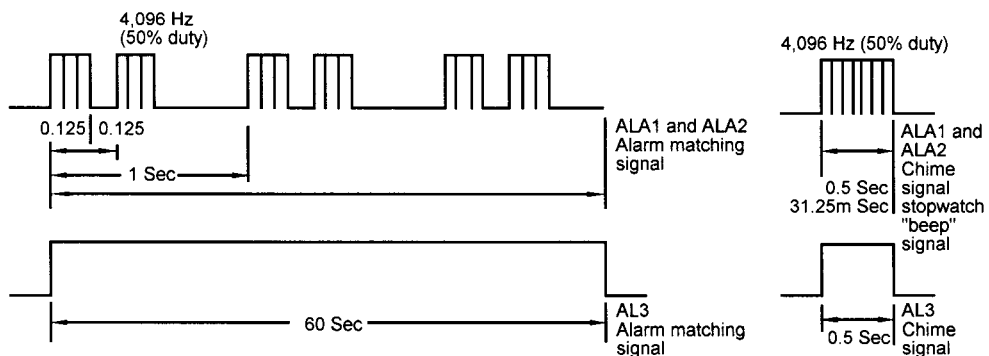 4,096 Hz
(50% duty)
0.125
0.125
1 Sec
ALA1 and ALA2
Alarm matching
signal
4,096 Hz (50% duty)
0.5 Sec
31.25m Sec
ALA1 and
ALA2
Chime
signal
stopwatch
"beep"
signal
60 Sec
AL3
Alarm matching
signal
0.5 Sec
AL3
Chime
signal